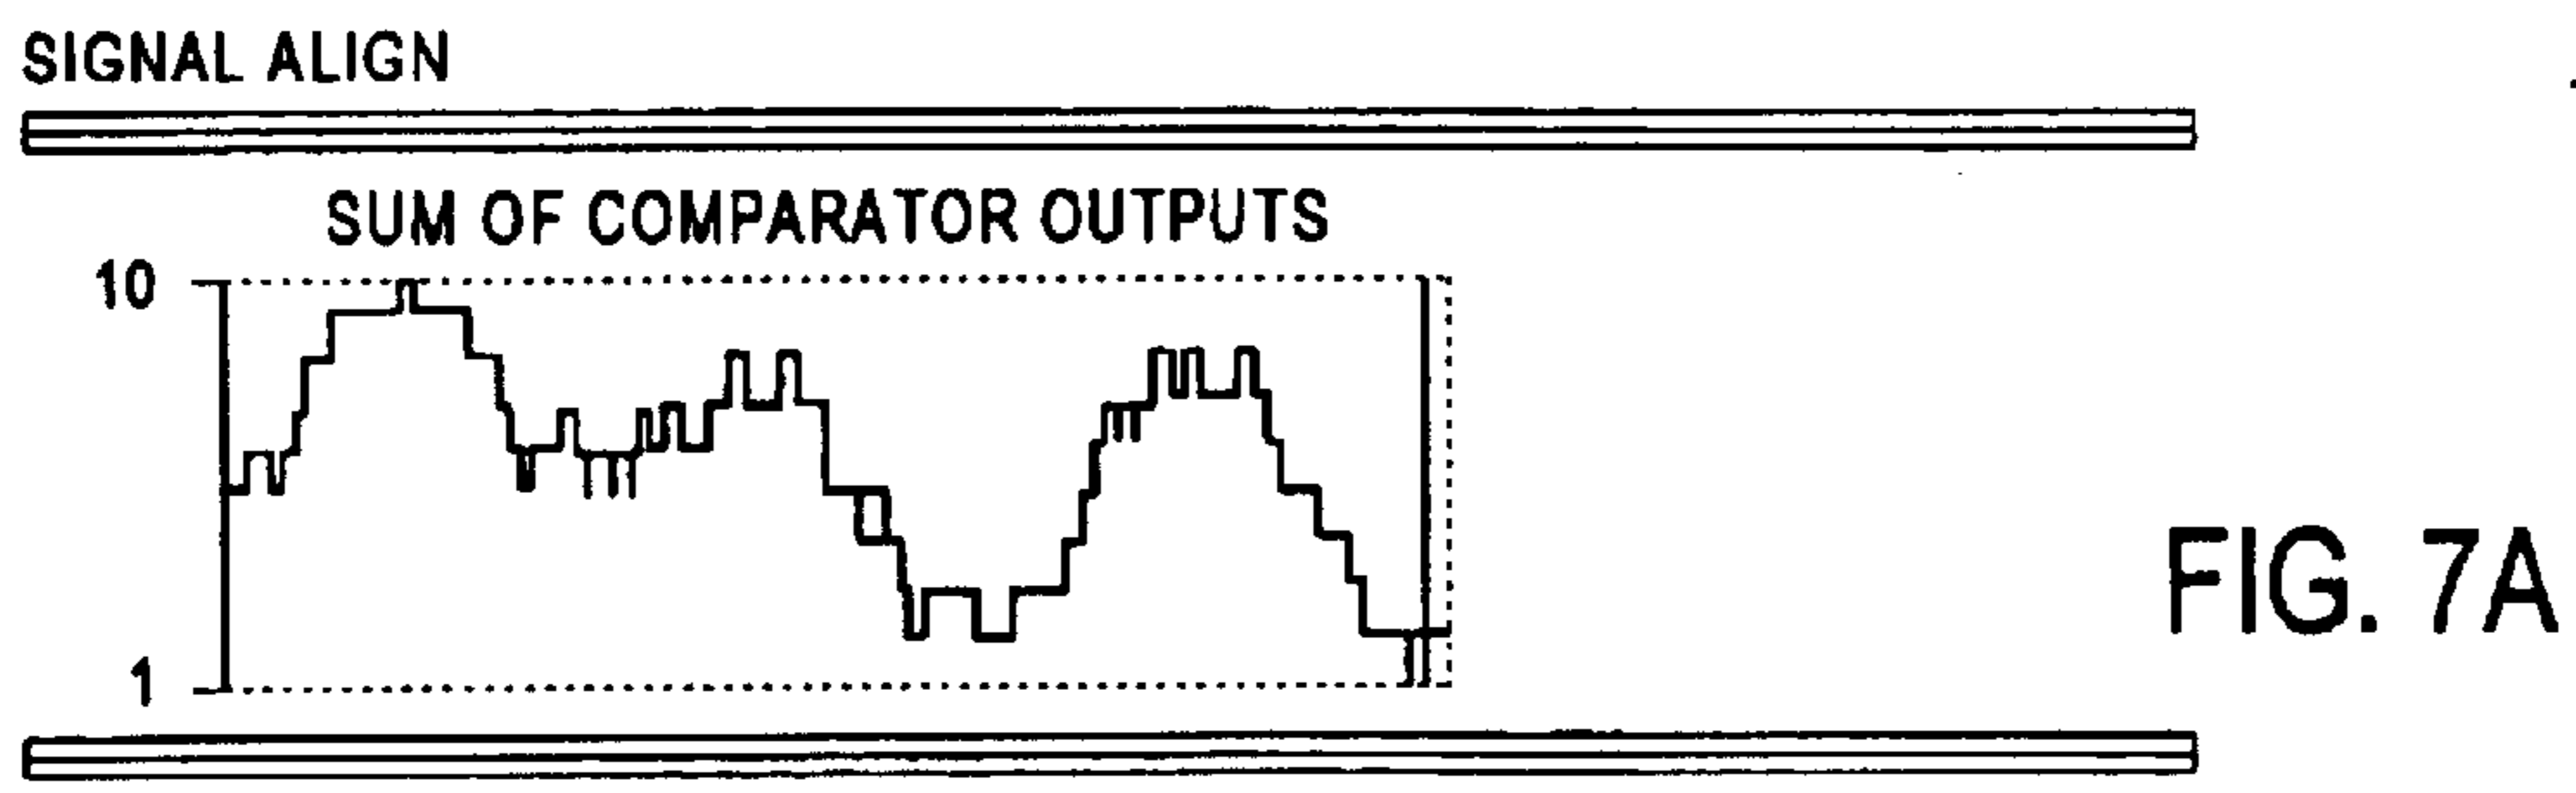 SIGNAL ALIGN
SUM OF COMPARATOR OUTPUTS
10
1
FIG. 7A